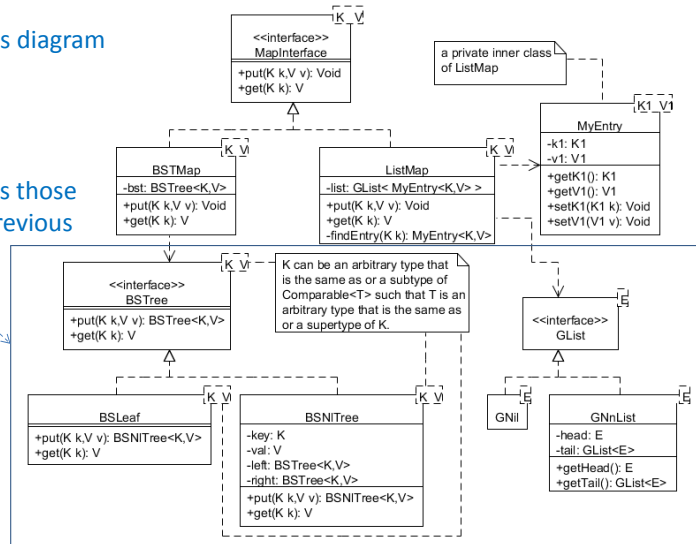 s diagram
K V
<<interface>>
MapInterface
+put(K k,V v): Void
+get(K k): V
a private inner class
of ListMap
K1 V1
MyEntry
-k1: K1
-v1: V1
+getK1(): K1
+getV1(): V1
+setK1(K1 k): Void
+setV1(V1 v): Void
K V
BSTMap
-bst: BSTree<K,V>
+put(K k,V v): Void
+get(K k): V
K V
ListMap
-list: GList< MyEntry<K,V> >
+put(K k,V v): Void
+get(K k): V
-findEntry(K k): MyEntry<K,V>
s those
revious
K V
<<interface>>
BSTree
+put(K k,V v): BSTree<K,V>
+get(K k): V
K can be an arbitrary type that
is the same as or a subtype of
Comparable<T> such that T is an
arbitrary type that is the same as
or a supertype of K.
E
<<interface>>
GList
K V
BSLeaf
+put(K k,V v): BSNlTree<K,V>
+get(K k): V
K V
BSNlTree
-key: K
-val: V
-left: BSTree<K,V>
-right: BSTree<K,V>
+put(K k,V v): BSNlTree<K,V>
+get(K k): V
E
GNil
E
GNnList
-head: E
-tail: GList<E>
+getHead(): E
+getTail(): GList<E>